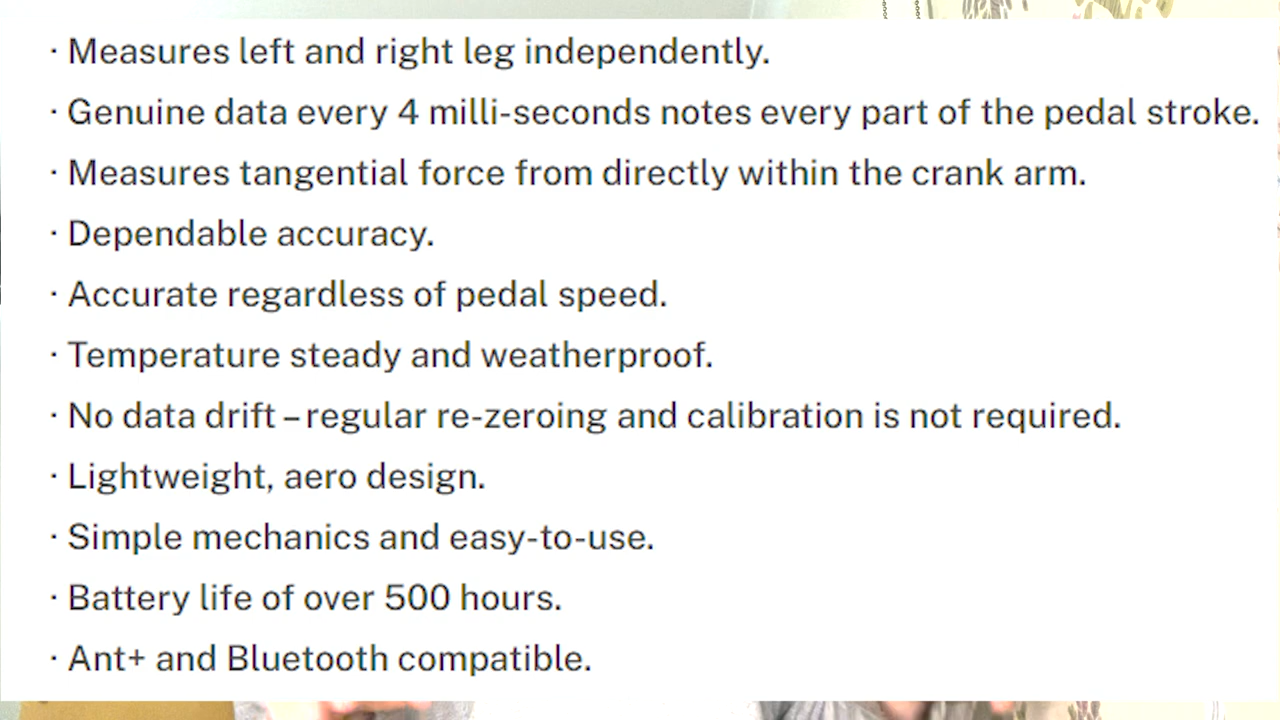 · Measures left and right leg independently.
· Genuine data every 4 milli-seconds notes every part of the pedal stroke.
· Measures tangential force from directly within the crank arm.
· Dependable accuracy.
· Accurate regardless of pedal speed.
· Temperature steady and weatherproof.
· No data drift – regular re-zeroing and calibration is not required.
· Lightweight, aero design.
· Simple mechanics and easy-to-use.
· Battery life of over 500 hours.
· Ant+ and Bluetooth compatible.